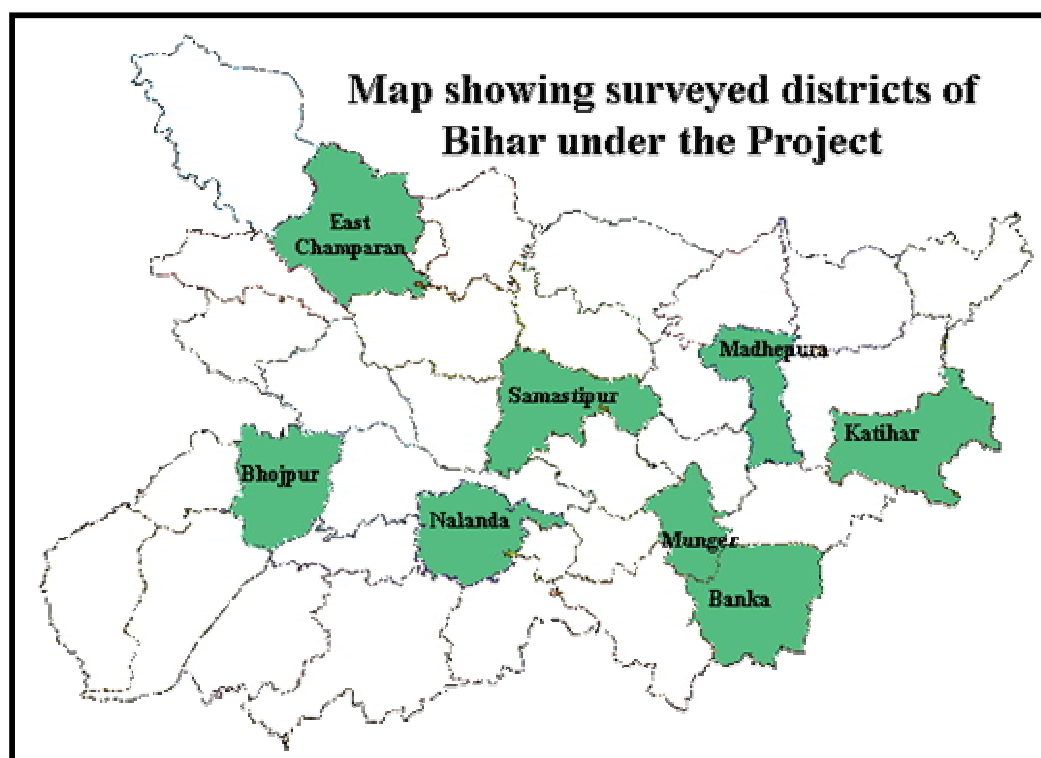 Map showing surveyed districts of
Bihar under the Project
East
Champaran
Madhepura
Samastipur
Katihar
Bhojpur
Nalanda
Munger
Banka